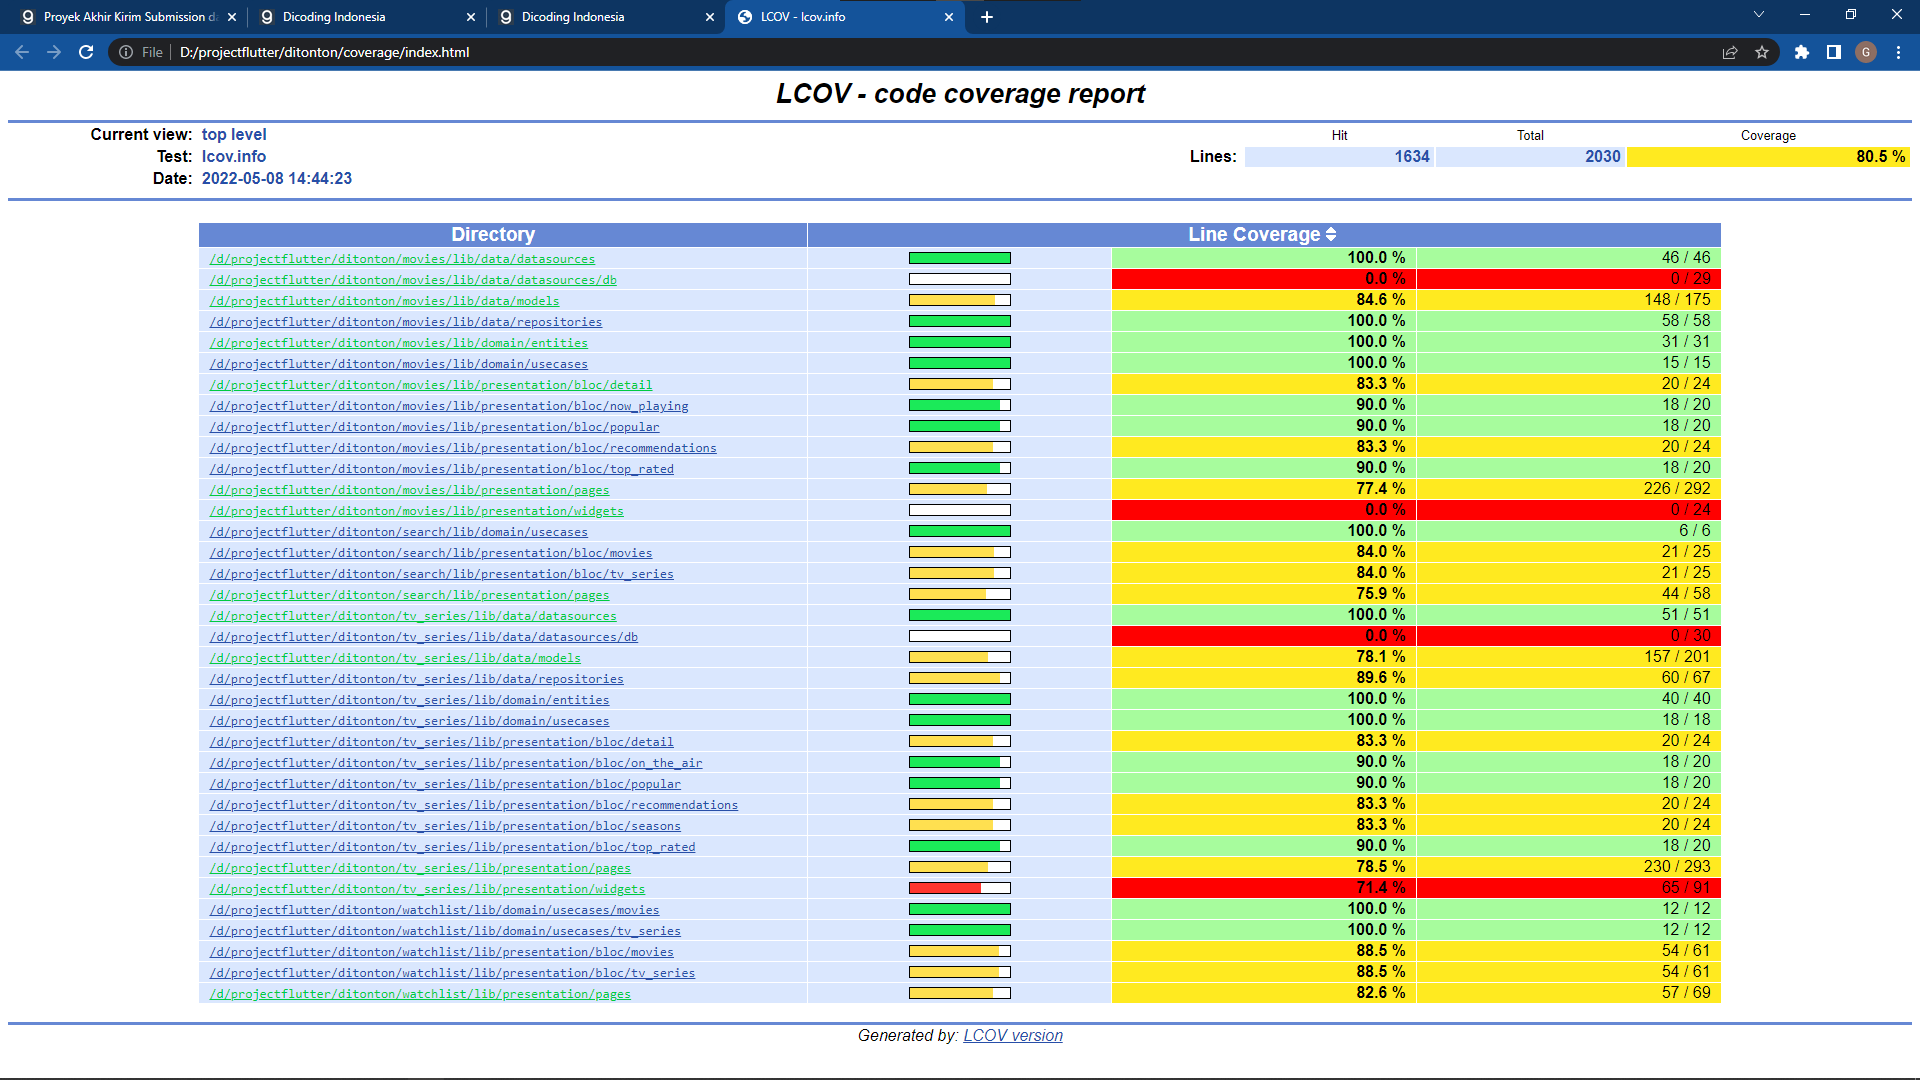 Proyek Akhir Kirim Submission da
Dicoding Indonesia
Dicoding Indonesia
LCOV - lcov.info
File D:/projectflutter/ditonton/coverage/index.html G
LCOV - code coverage report
Current view: top level Hit Total Coverage
Test: lcov.info Lines: 1634 2030 80.5 %
Date: 2022-05-08 14:44:23
Directory Line Coverage
/d/projectflutter/ditonton/movies/lib/data/datasources 100.0 % 46 / 46
/d/projectflutter/ditonton/movies/lib/data/datasources/db 0.0 % 0 / 29
/d/projectflutter/ditonton/movies/lib/data/models 84.6 % 148 / 175
/d/projectflutter/ditonton/movies/lib/data/repositories 100.0 % 58 / 58
/d/projectflutter/ditonton/movies/lib/domain/entities 100.0 % 31 / 31
/d/projectflutter/ditonton/movies/lib/domain/usecases 100.0 % 15 / 15
/d/projectflutter/ditonton/movies/lib/presentation/bloc/detail 83.3 % 20 / 24
/d/projectflutter/ditonton/movies/lib/presentation/bloc/now_playing 90.0 % 18 / 20
/d/projectflutter/ditonton/movies/lib/presentation/bloc/popular 90.0 % 18 / 20
/d/projectflutter/ditonton/movies/lib/presentation/bloc/recommendations 83.3 % 20 / 24
/d/projectflutter/ditonton/movies/lib/presentation/bloc/top_rated 90.0 % 18 / 20
/d/projectflutter/ditonton/movies/lib/presentation/pages 77.4 % 226 / 292
/d/projectflutter/ditonton/movies/lib/presentation/widgets 0.0 % 0 / 24
/d/projectflutter/ditonton/search/lib/domain/usecases 100.0 % 6 / 6
/d/projectflutter/ditonton/search/lib/presentation/bloc/movies 84.0 % 21 / 25
/d/projectflutter/ditonton/search/lib/presentation/bloc/tv_series 84.0 % 21 / 25
/d/projectflutter/ditonton/search/lib/presentation/pages 75.9 % 44 / 58
/d/projectflutter/ditonton/tv_series/lib/data/datasources 100.0 % 51 / 51
/d/projectflutter/ditonton/tv_series/lib/data/datasources/db 0.0 % 0 / 30
/d/projectflutter/ditonton/tv_series/lib/data/models 78.1 % 157 / 201
/d/projectflutter/ditonton/tv_series/lib/data/repositories 89.6 % 60 / 67
/d/projectflutter/ditonton/tv_series/lib/domain/entities 100.0 % 40 / 40
/d/projectflutter/ditonton/tv_series/lib/domain/usecases 100.0 % 18 / 18
/d/projectflutter/ditonton/tv_series/lib/presentation/bloc/detail 83.3 % 20 / 24
/d/projectflutter/ditonton/tv_series/lib/presentation/bloc/on_the_air 90.0 % 18 / 20
/d/projectflutter/ditonton/tv_series/lib/presentation/bloc/popular 90.0 % 18 / 20
/d/projectflutter/ditonton/tv_series/lib/presentation/bloc/recommendations 83.3 % 20 / 24
/d/projectflutter/ditonton/tv_series/lib/presentation/bloc/seasons 83.3 % 20 / 24
/d/projectflutter/ditonton/tv_series/lib/presentation/bloc/top_rated 90.0 % 18 / 20
/d/projectflutter/ditonton/tv_series/lib/presentation/pages 78.5 % 230 / 293
/d/projectflutter/ditonton/tv_series/lib/presentation/widgets 71.4 % 65 / 91
/d/projectflutter/ditonton/watchlist/lib/domain/usecases/movies 100.0 % 12 / 12
/d/projectflutter/ditonton/watchlist/lib/domain/usecases/tv_series 100.0 % 12 / 12
/d/projectflutter/ditonton/watchlist/lib/presentation/bloc/movies 88.5 % 54 / 61
/d/projectflutter/ditonton/watchlist/lib/presentation/bloc/tv_series 88.5 % 54 / 61
/d/projectflutter/ditonton/watchlist/lib/presentation/pages 82.6 % 57 / 69
Generated by: LCOV version